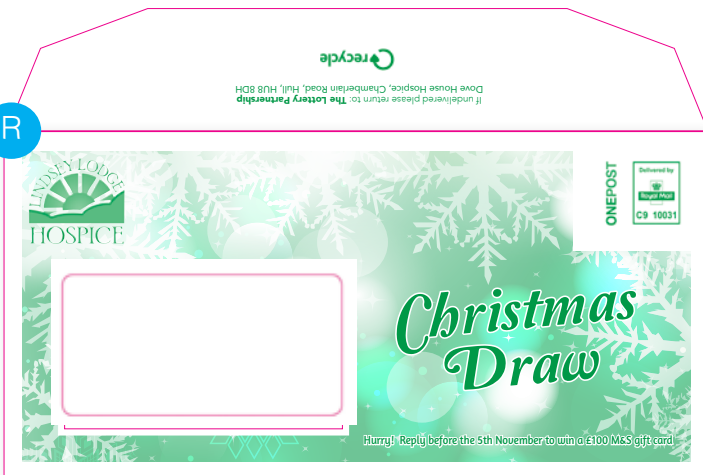 recycle
If undelivered please return to: The Lottery Partnership
Dove House Hospice, Chamberlain Road, Hull, HU8 8DH
R
LINDSEY LODGE
HOSPICE
ONEPOST
Delivered by
Royal Mail
C9 10031
Christmas
Draw
Hurry! Reply before the 5th November to win a £100 M&S gift card